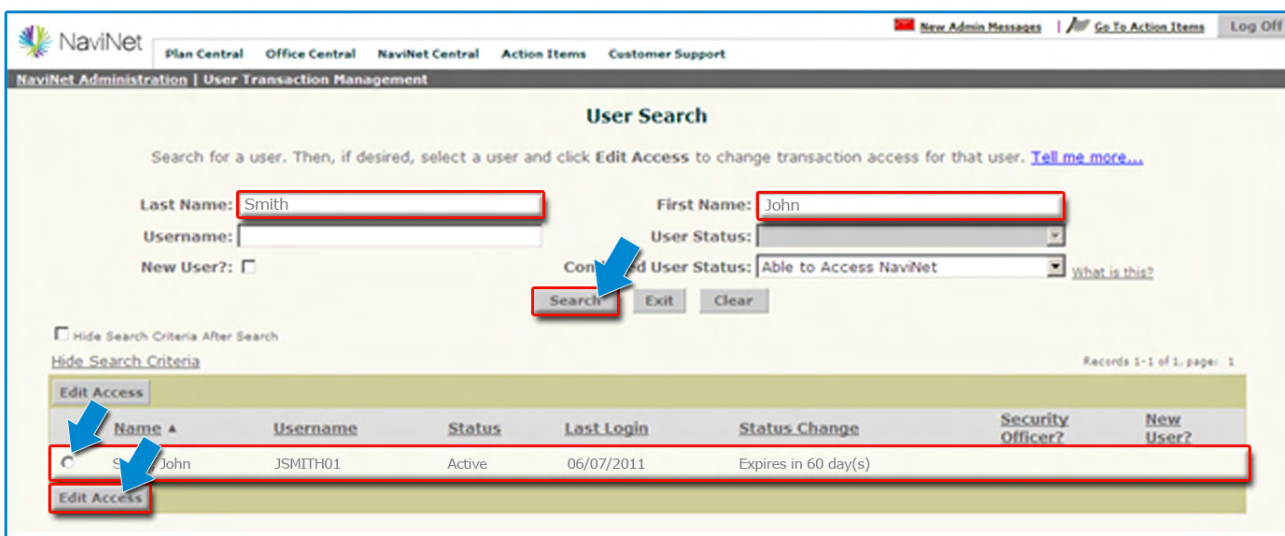 New Admin Messages | Go To Action Items Log Off
NaviNet
Plan Central Office Central NaviNet Central Action Items Customer Support
NaviNet Administration | User Transaction Management
User Search
Search for a user. Then, if desired, select a user and click Edit Access to change transaction access for that user. Tell me more...
Last Name: Smith First Name: John
Username: User Status:
New User?: User Status: Able to Access NaviNet What is this?
Search Exit Clear
Hide Search Criteria After Search
Hide Search Criteria Records 1-1 of 1, page: 1
Edit Access
Name ▲ Username Status Last Login Status Change Security Officer? New User?
John JSMITH01 Active 06/07/2011 Expires in 60 day(s)
Edit Access